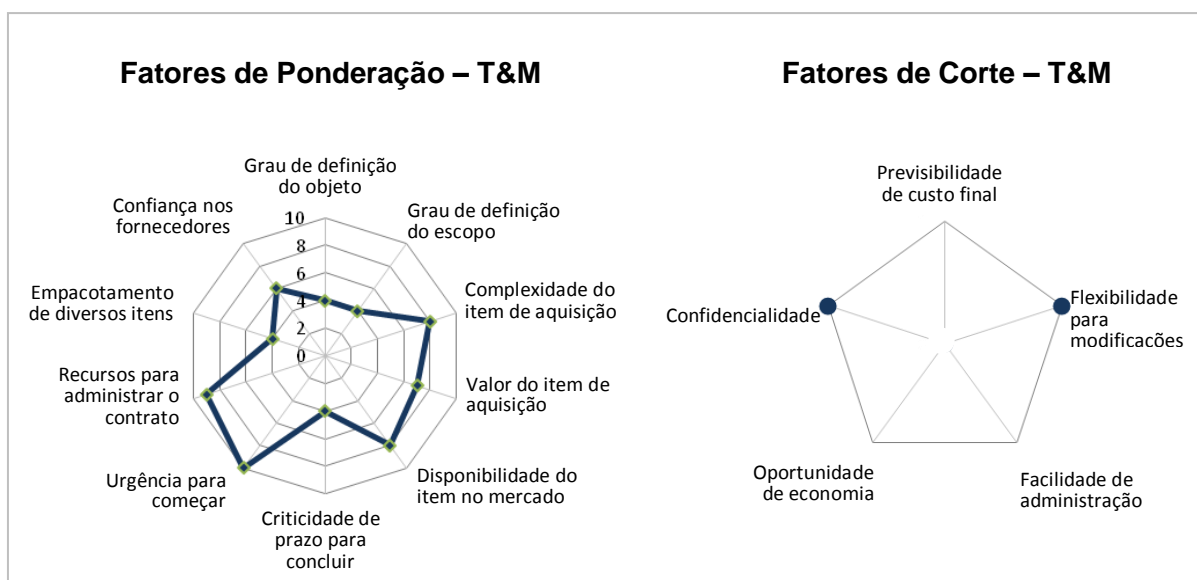 Fatores de Ponderação – T&M
Grau de definição
do objeto
Grau de definição
do escopo
Complexidade do
item de aquisição
Valor do item de
aquisição
Disponibilidade do
item no mercado
Criticidade de
prazo para
concluir
Urgência para
começar
Recursos para
administrar o
contrato
Empacotamento
de diversos itens
Confiança nos
fornecedores
10
8
6
4
2
0
Fatores de Corte – T&M
Previsibilidade
de custo final
Flexibilidade
para
modificacões
Facilidade de
administração
Oportunidade
de economia
Confidencialidade